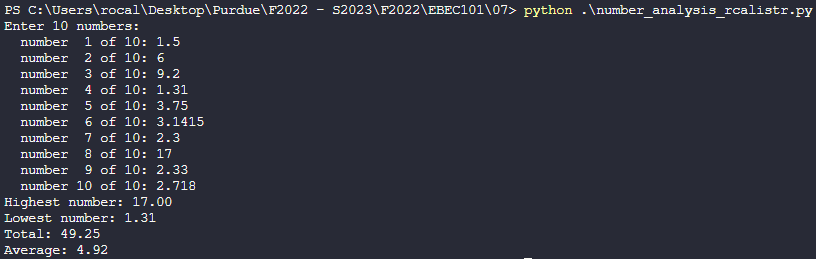 PS C:\Users\rocal\Desktop\Purdue\F2022 - S2023\F2022\EBEC101\07> python .\number_analysis_rcalistr.py
Enter 10 numbers:
  number  1 of 10: 1.5
  number  2 of 10: 6
  number  3 of 10: 9.2
  number  4 of 10: 1.31
  number  5 of 10: 3.75
  number  6 of 10: 3.1415
  number  7 of 10: 2.3
  number  8 of 10: 17
  number  9 of 10: 2.33
  number 10 of 10: 2.718
Highest number: 17.00
Lowest number: 1.31
Total: 49.25
Average: 4.92